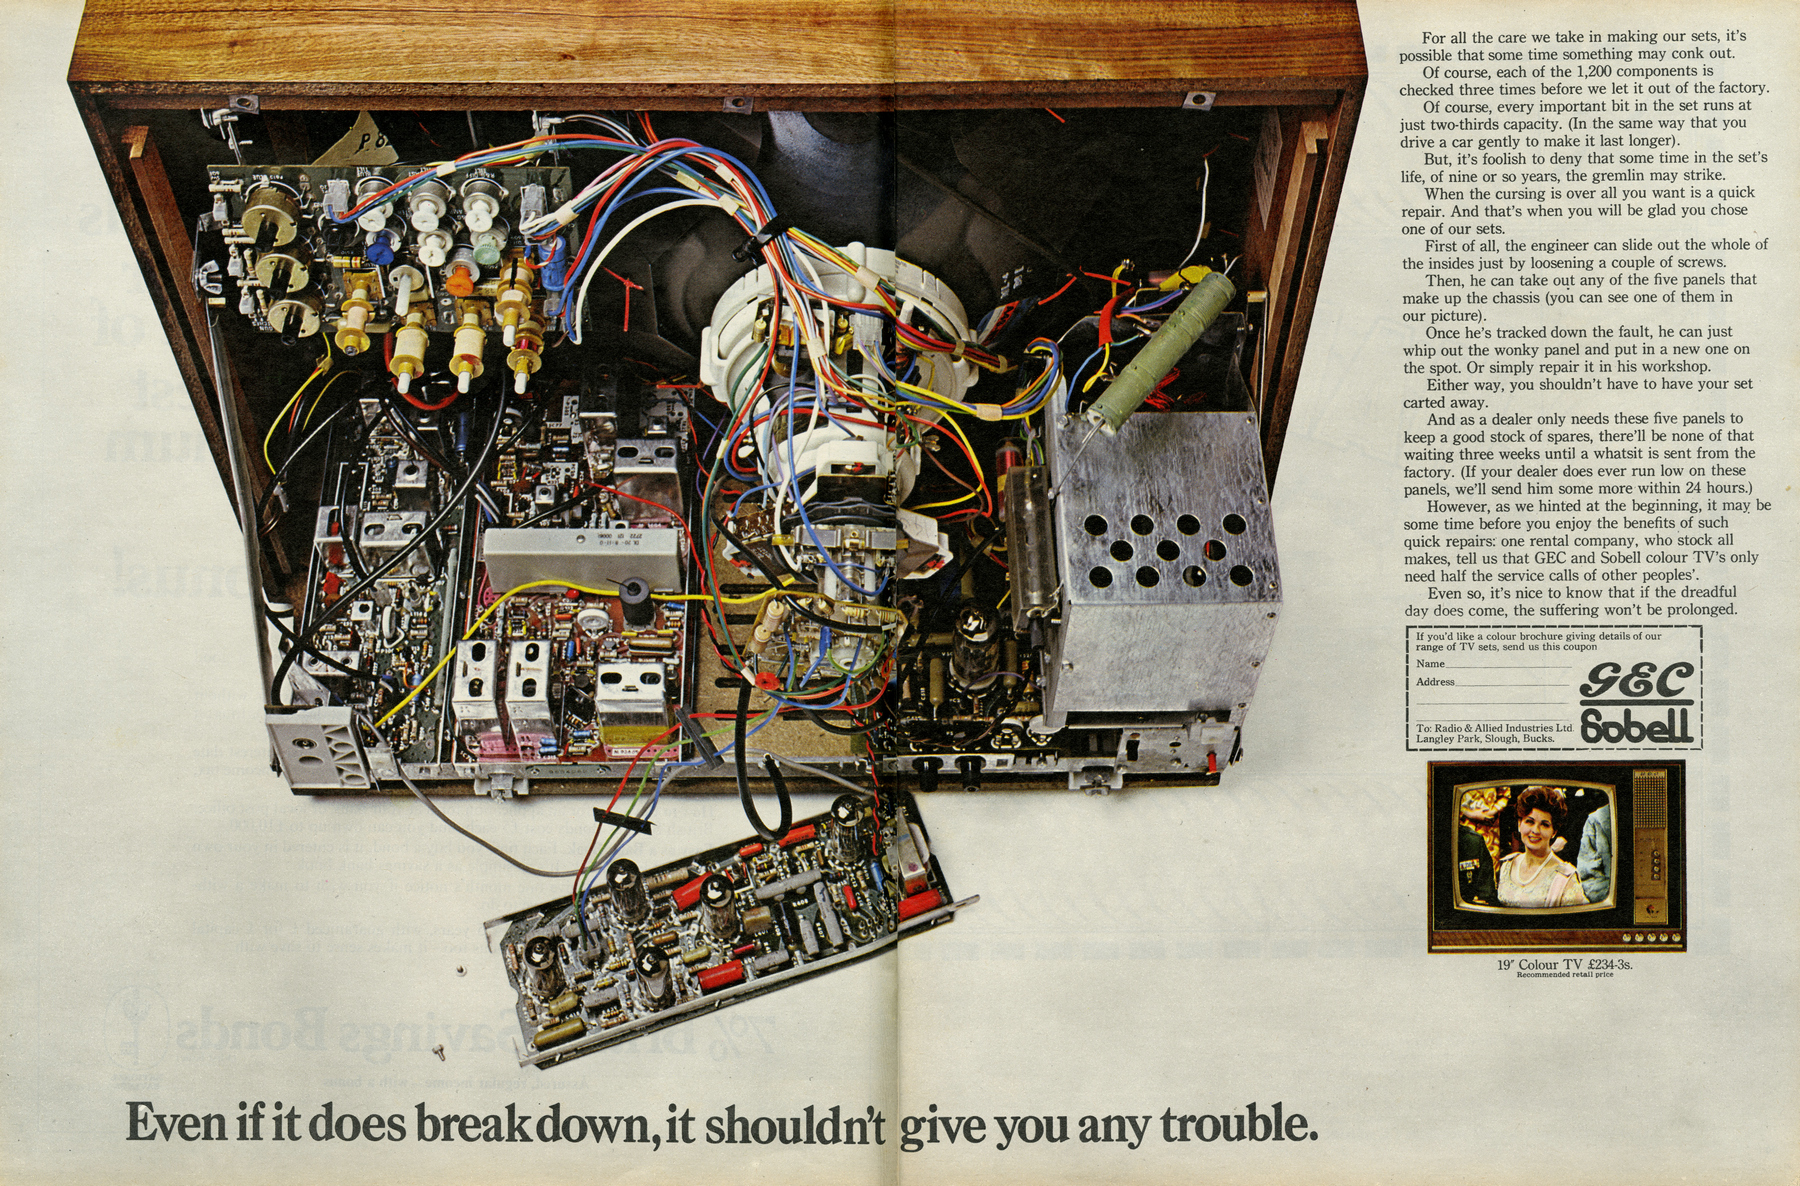 For all the care we take in making our sets, it's
possible that some time something may conk out.
Of course, each of the 1,200 components is
checked three times before we let it out of the factory.
Of course, every important bit in the set runs at
just two-thirds capacity. (In the same way that you
drive a car gently to make it last longer).
But, it's foolish to deny that some time in the set's
life, of nine or so years, the gremlin may strike.
When the cursing is over all you want is a quick
repair. And that's when you will be glad you chose
one of our sets.
First of all, the engineer can slide out the whole of
the insides just by loosening a couple of screws.
Then, he can take out any of the five panels that
make up the chassis (you can see one of them in
our picture).
Once he's tracked down the fault, he can just
whip out the wonky panel and put in a new one on
the spot. Or simply repair it in his workshop.
Either way, you shouldn't have to have your set
carted away.
And as a dealer only needs these five panels to
keep a good stock of spares, there'll be none of that
waiting three weeks until a whatsit is sent from the
factory. (If your dealer does ever run low on these
panels, we'll send him some more within 24 hours.)
However, as we hinted at the beginning, it may be
some time before you enjoy the benefits of such
quick repairs: one rental company, who stock all
makes, tell us that GEC and Sobell colour TV's only
need half the service calls of other peoples'.
Even so, it's nice to know that if the dreadful
day does come, the suffering won't be prolonged.
If you'd like a colour brochure giving details of our
range of TV sets, send us this coupon
Name
Address
GEC
Sobell
To: Radio & Allied Industries Ltd.
Langley Park, Slough, Bucks.
19" Colour TV £234-3s.
Recommended retail price
Even if it does break down, it shouldn't give you any trouble.